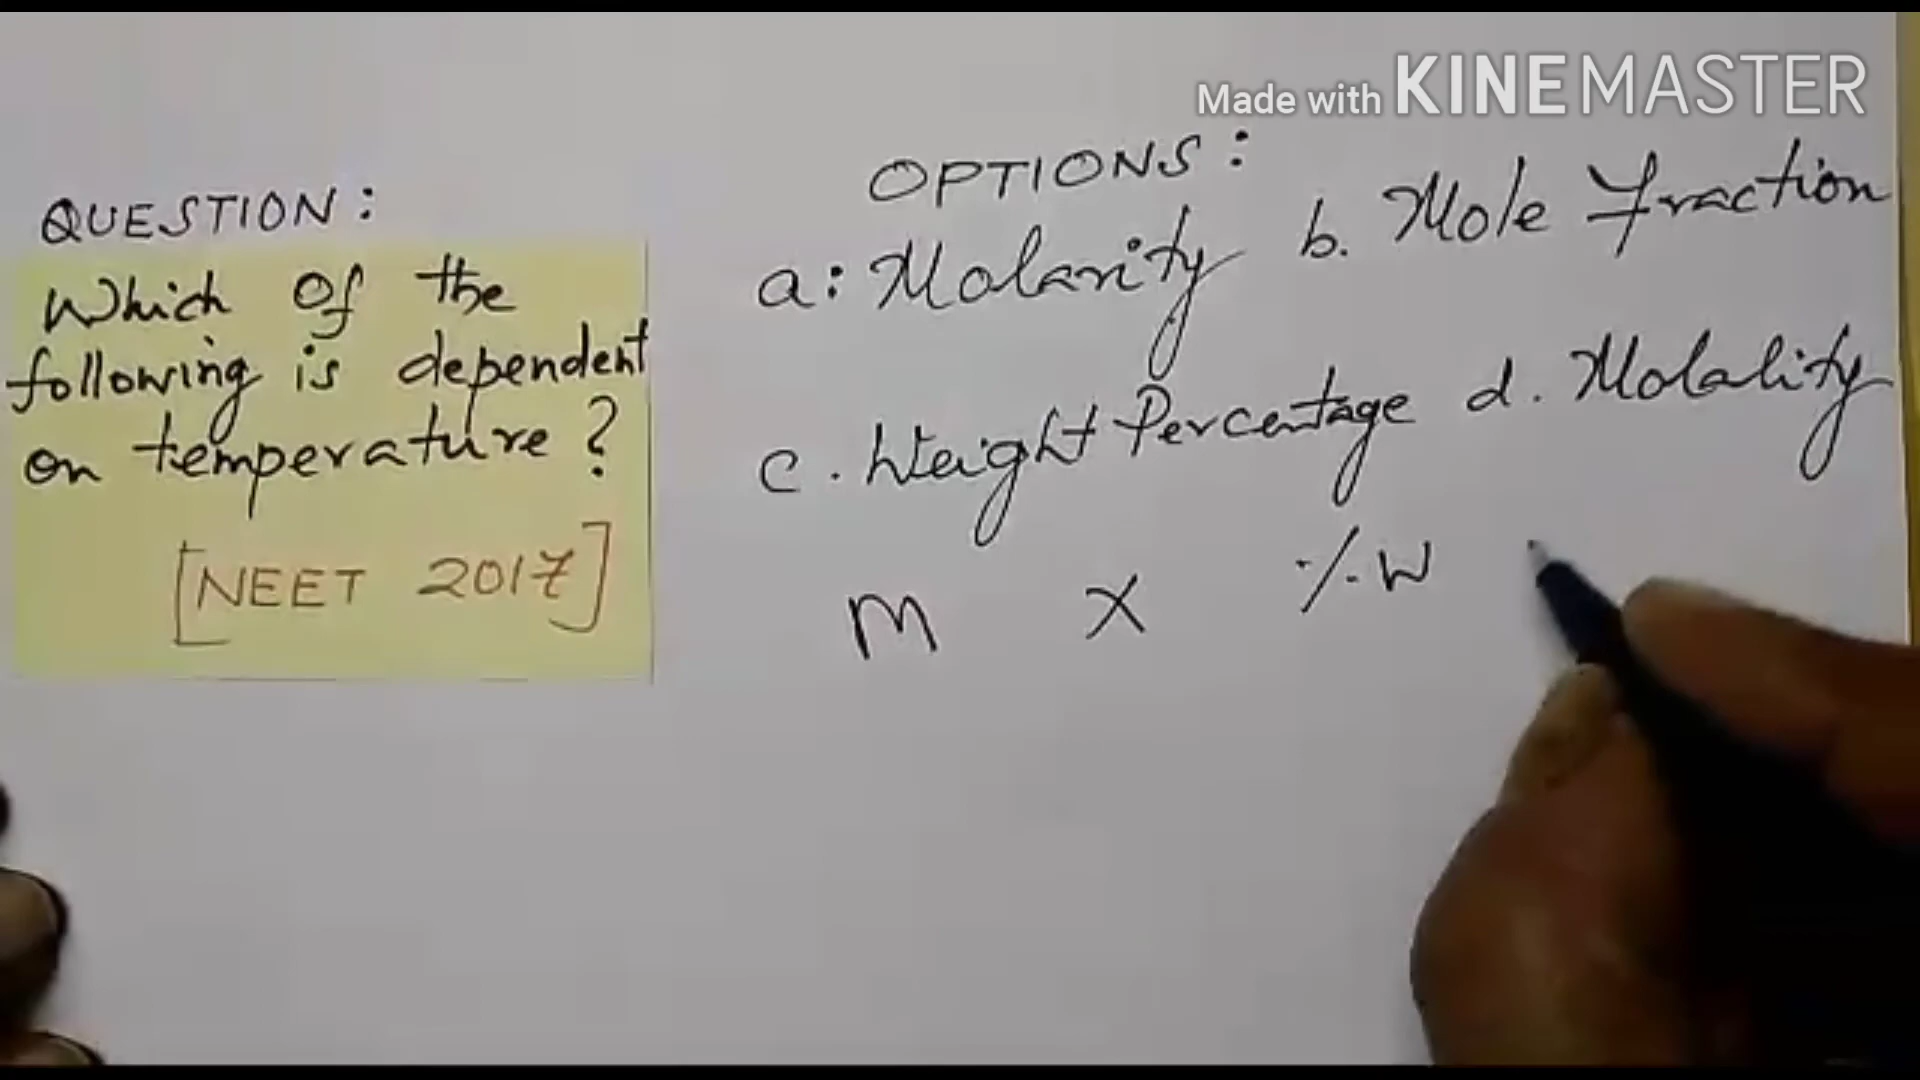 Made with KINEMASTER
QUESTION:
Which Of the
following is dependent
on temperature?
[NEET 2017]
OPTIONS:
a: Molarity b. Mole Fraction
c. Weight Percentage d. Molality
M X %W